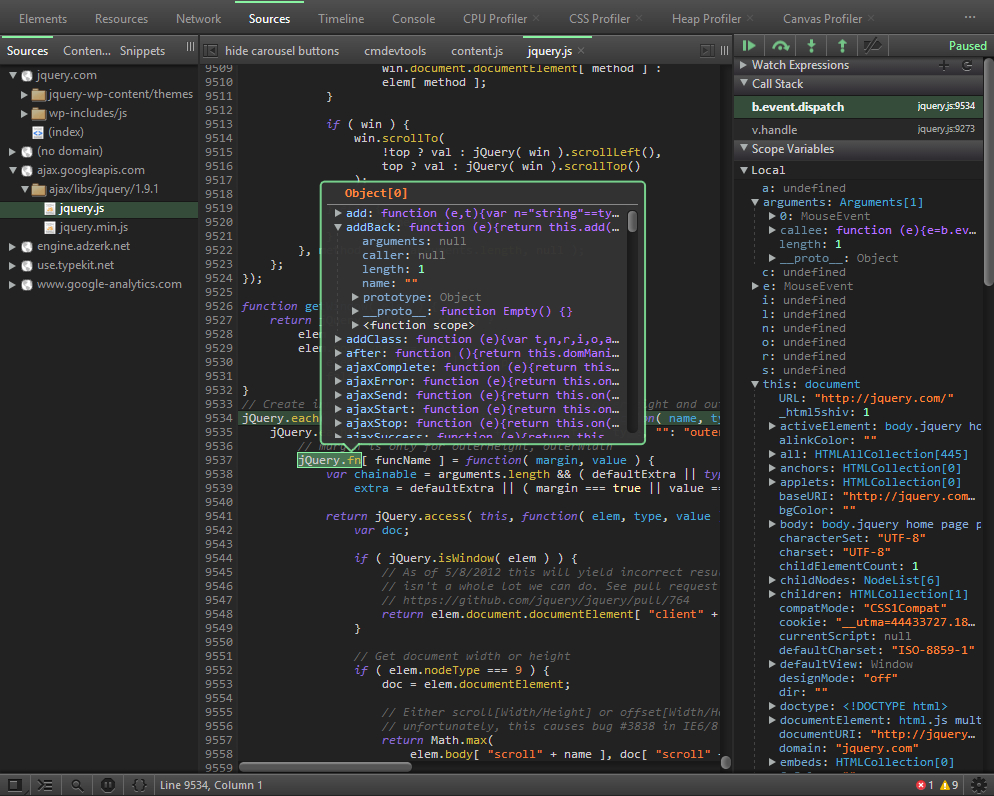 Elements Resources Network Sources Timeline Console CPU Profiler × CSS Profiler × Heap Profiler × Canvas Profiler ×
Sources Conten... Snippets
jquery.com
jquery-wp-content/themes
wp-includes/js
(index)
(no domain)
ajax.googleapis.com
ajax/libs/jquery/1.9.1
jquery.js
jquery.min.js
engine.adzerk.net
use.typekit.net
www.google-analytics.com
hide carousel buttons cmdevtools content.js jquery.js ×
9509 win.document.documentElement[ method ] :
9510 elem[ method ];
9511 }
9512
9513 if ( win ) {
9514 win.scrollTo(
9515 !top ? val : jQuery( win ).scrollLeft(),
9516 top ? val : jQuery( win ).scrollTop()
9517 );
9518
9519
9520
9521
9522 },
9523 };
9524 });
9525
9526 function get
9527 return
9528 elem
9529 elem
9530
9531
9532 }
9533 // Create i ght and out
9534 jQuery.each on( name, ty
9535 jQuery. "": "outer
9536 // margin is only for outerHeight, outerWidth
9537 jQuery.fn[ funcName ] = function( margin, value ) {
9538 var chainable = arguments.length && ( defaultExtra || typ
9539 extra = defaultExtra || ( margin === true || value ==
9540
9541 return jQuery.access( this, function( elem, type, value
9542 var doc;
9543
9544 if ( jQuery.isWindow( elem ) ) {
9545 // As of 5/8/2012 this will yield incorrect resu
9546 // isn't a whole lot we can do. See pull request
9547 // https://github.com/jquery/jquery/pull/764
9548 return elem.document.documentElement[ "client" +
9549 }
9550
9551 // Get document width or height
9552 if ( elem.nodeType === 9 ) {
9553 doc = elem.documentElement;
9554
9555 // Either scroll[Width/Height] or offset[Width/He
9556 // unfortunately, this causes bug #3838 in IE6/8
9557 return Math.max(
9558 elem.body[ "scroll" + name ], doc[ "scroll" +
9559
Object[0]
add: function (e,t){var n="string"==ty...
addBack: function (e){return this.add(...
arguments: null
caller: null
length: 1
name: ""
prototype: Object
__proto__: function Empty() {}
<function scope>
addClass: function (e){var t,n,r,i,o,a...
after: function (){return this.domMani...
ajaxComplete: function (e){return this...
ajaxError: function (e){return this.on...
ajaxSend: function (e){return this.on(...
ajaxStart: function (e){return this.on...
ajaxStop: function (e){return this.on(...
ajaxSuccess: function (e){return this...
Paused
Watch Expressions
Call Stack
b.event.dispatch jquery.js:9534
v.handle jquery.js:9273
Scope Variables
Local
a: undefined
arguments: Arguments[1]
0: MouseEvent
callee: function (e){e=b.ev...
length: 1
__proto__: Object
c: undefined
e: MouseEvent
i: undefined
l: undefined
n: undefined
o: undefined
r: undefined
s: undefined
this: document
URL: "http://jquery.com/"
_html5shiv: 1
activeElement: body.jquery ho
alinkColor: ""
all: HTMLAllCollection[445]
anchors: HTMLCollection[0]
applets: HTMLCollection[0]
baseURI: "http://jquery.com...
bgColor: ""
body: body.jquery home page p
characterSet: "UTF-8"
charset: "UTF-8"
childElementCount: 1
childNodes: NodeList[6]
children: HTMLCollection[1]
compatMode: "CSS1Compat"
cookie: "__utma=44433727.18...
currentScript: null
defaultCharset: "ISO-8859-1"
defaultView: Window
designMode: "off"
dir: ""
doctype: <!DOCTYPE html>
documentElement: html.js mult
documentURI: "http://jquery...
domain: "jquery.com"
embeds: HTMLCollection[0]
Line 9534, Column 1
1 9